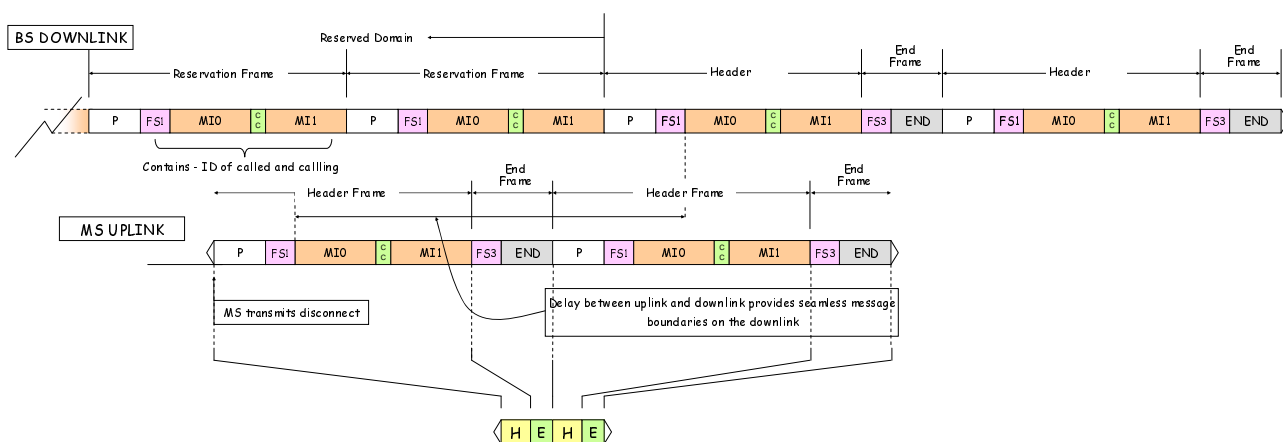 BS DOWNLINK
Reserved Domain
Reservation Frame
Reservation Frame
Header
End Frame
Header
End Frame
P FS1 MI0 CC MI1 P FS1 MI0 CC MI1 P FS1 MI0 CC MI1 FS3 END P FS1 MI0 CC MI1 FS3 END
Contains - ID of called and callling
Header Frame
End Frame
Header Frame
End Frame
MS UPLINK
P FS1 MI0 CC MI1 FS3 END P FS1 MI0 CC MI1 FS3 END
MS transmits disconnect
Delay between uplink and downlink provides seamless message
boundaries on the downlink
H E H E